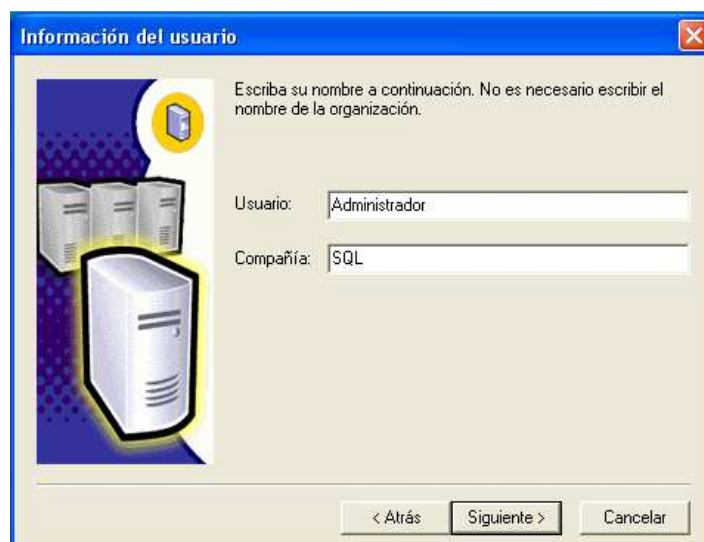 Información del usuario
Escriba su nombre a continuación. No es necesario escribir el
nombre de la organización.
Usuario: Administrador
Compañía: SQL
< Atrás Siguiente > Cancelar